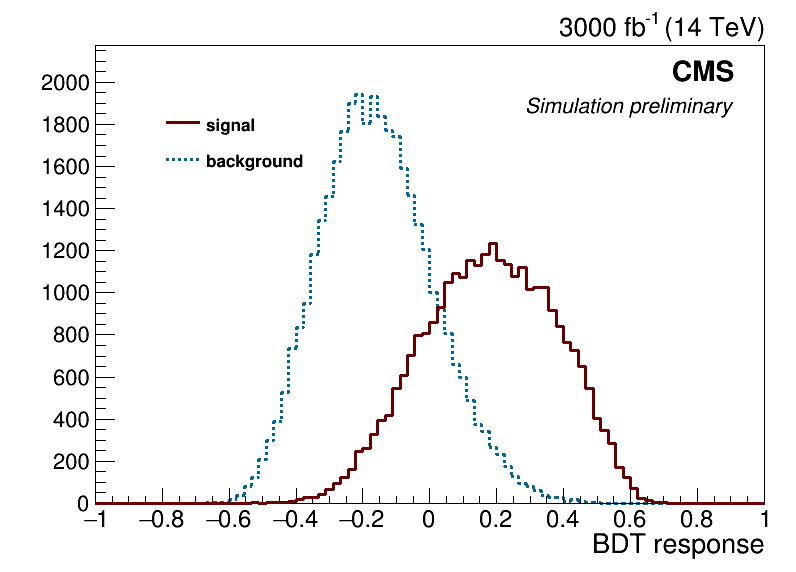 3000 fb-1 (14 TeV)
CMS
Simulation preliminary
signal
background
2000
1800
1600
1400
1200
1000
800
600
400
200
0
−1 −0.8 −0.6 −0.4 −0.2 0 0.2 0.4 0.6 0.8 1
BDT response